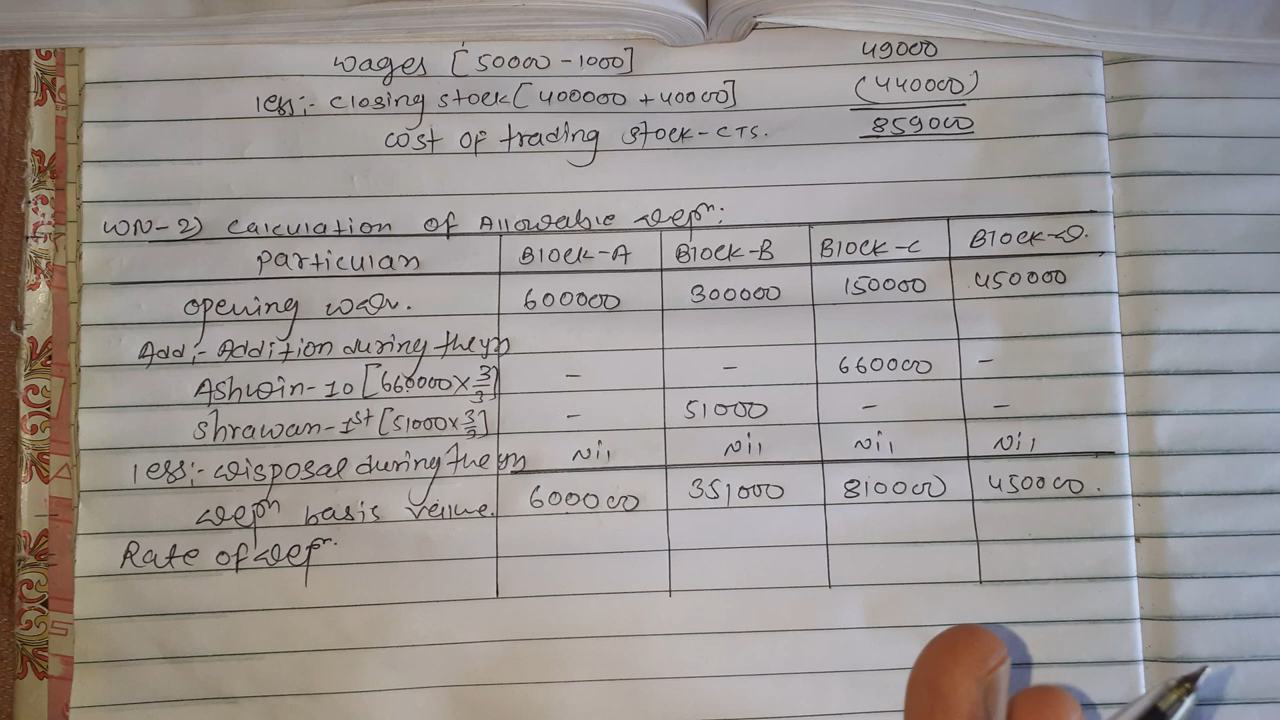 wages [50000 - 1000] 49000
less:- closing stock [400000 + 40000] (440000)
cost of trading stock - CTS. 859000
WN-2) Calculation of Allowable Depn:
Particular Block-A Block-B Block-C Block-D.
Opening WDV. 600000 300000 150000 450000
Add:- Addition during the yr
Ashwin-10 [660000 × 3/3] - - 660000 -
Shrawan-1st [51000 × 3/3] - 51000 - -
less:- Disposal during the yr Nil Nil Nil Nil
Depn basis value. 600000 351000 810000 450000.
Rate of Depn.